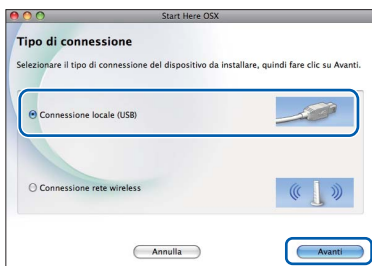 Start Here OSX
Tipo di connessione
Selezionare il tipo di connessione del dispositivo da installare, quindi fare clic su Avanti.
Connessione locale (USB)
Connessione rete wireless
Annulla
Avanti